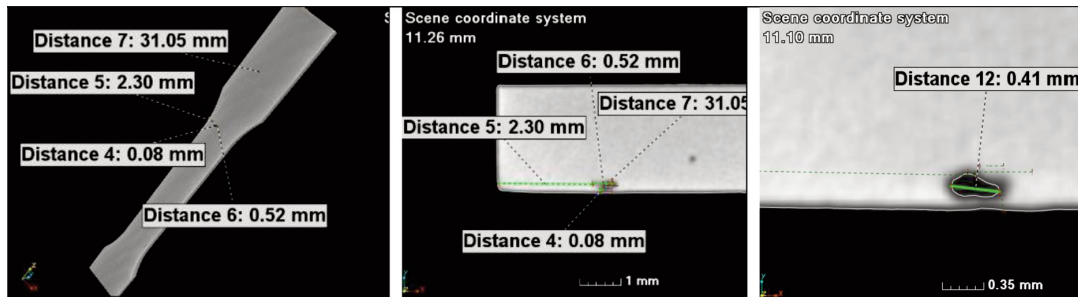 Distance 7: 31.05 mm
Distance 5: 2.30 mm
Distance 4: 0.08 mm
Distance 6: 0.52 mm
Scene coordinate system
11.26 mm
Distance 6: 0.52 mm
Distance 7: 31.05
Distance 5: 2.30 mm
Distance 4: 0.08 mm
1 mm
Scene coordinate system
11.10 mm
Distance 12: 0.41 mm
0.35 mm